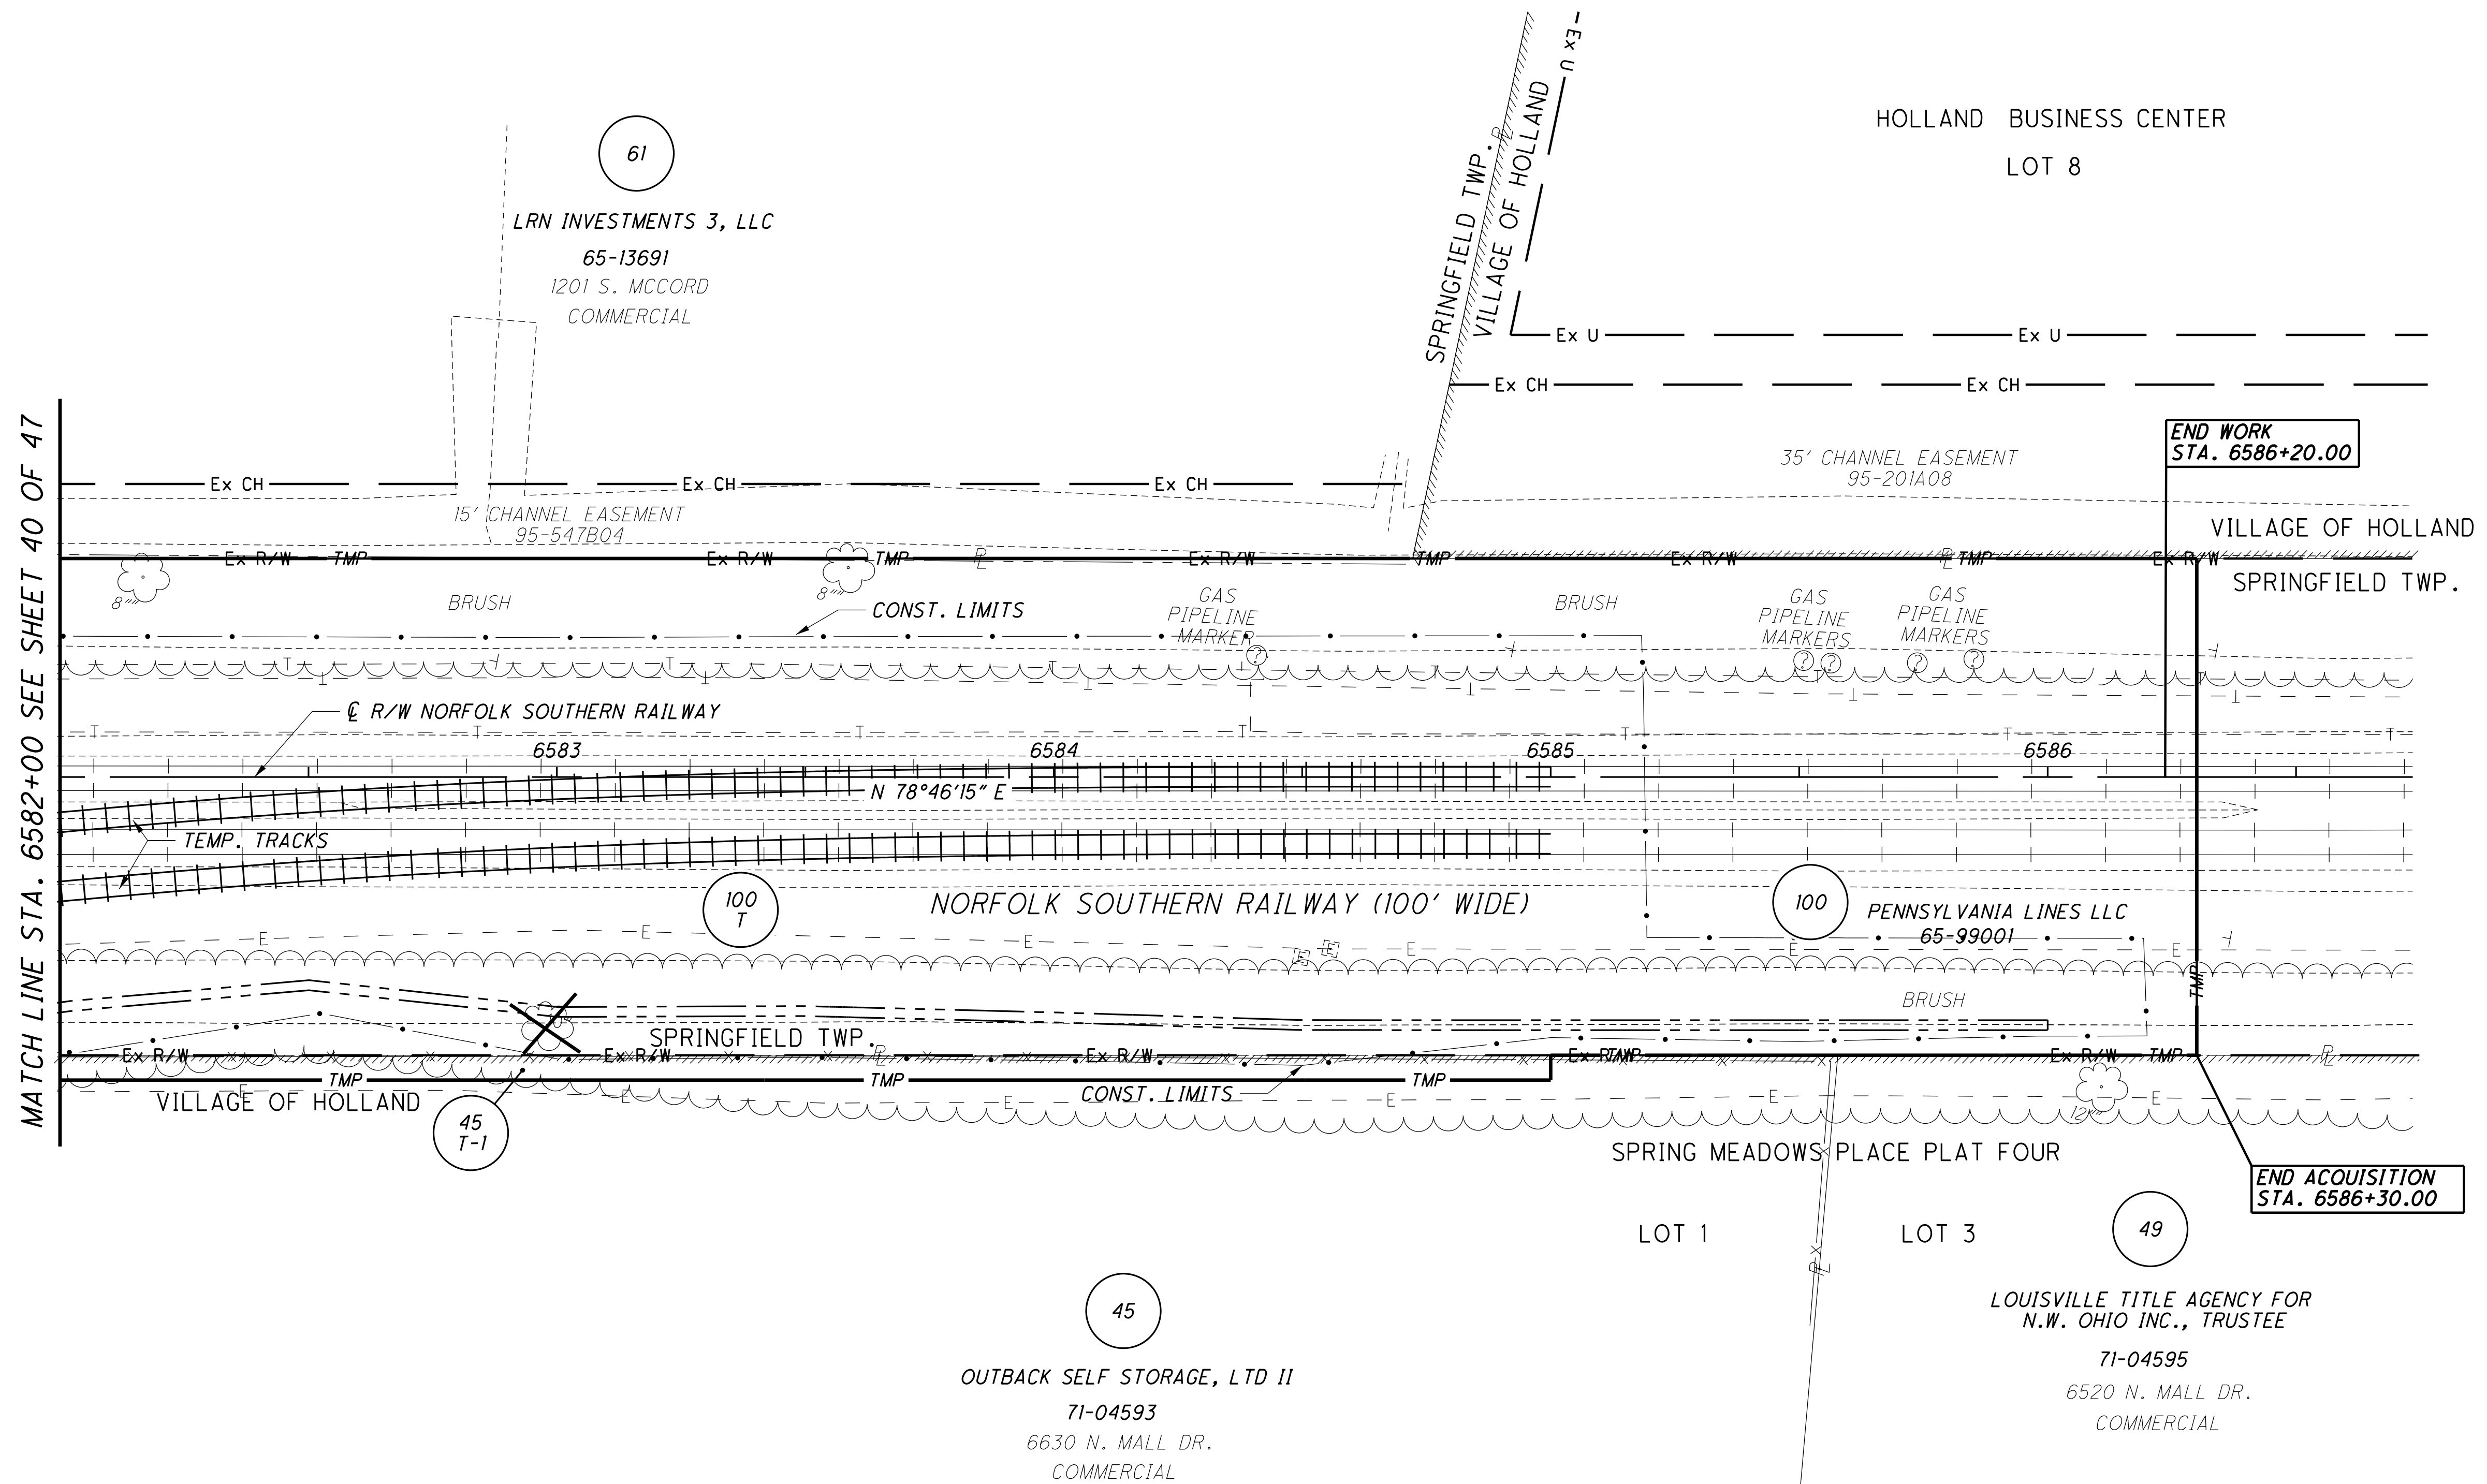 MATCH LINE STA. 6582+00 SEE SHEET 40 OF 47
61
LRN INVESTMENTS 3, LLC
65-13691
1201 S. MCCORD
COMMERCIAL
SPRINGFIELD TWP.
VILLAGE OF HOLLAND
Ex U
HOLLAND BUSINESS CENTER
LOT 8
Ex U
Ex U
Ex CH
Ex CH
END WORK
STA. 6586+20.00
Ex CH
Ex CH
Ex CH
15' CHANNEL EASEMENT
95-547B04
35' CHANNEL EASEMENT
95-201A08
VILLAGE OF HOLLAND
SPRINGFIELD TWP.
Ex R/W
TMP
Ex R/W
TMP
Ex R/W
TMP
Ex R/W
TMP
Ex R/W
8"
8"
BRUSH
CONST. LIMITS
GAS
PIPELINE
MARKER
?
BRUSH
GAS
PIPELINE
MARKERS
? ?
GAS
PIPELINE
MARKERS
? ?
℄ R/W NORFOLK SOUTHERN RAILWAY
6583
6584
6585
6586
N 78°46'15" E
TEMP. TRACKS
100
T
NORFOLK SOUTHERN RAILWAY (100' WIDE)
100
PENNSYLVANIA LINES LLC
65-99001
E
E
E
E
E
E
E
E
TMP
BRUSH
SPRINGFIELD TWP.
Ex R/W
Ex R/W
Ex R/W
Ex R/W
TMP
Ex R/W
TMP
TMP
TMP
TMP
CONST. LIMITS
VILLAGE OF HOLLAND
E
E
E
E
E
E
12"
45
T-1
SPRING MEADOWS PLACE PLAT FOUR
END ACQUISITION
STA. 6586+30.00
LOT 1
LOT 3
49
LOUISVILLE TITLE AGENCY FOR
N.W. OHIO INC., TRUSTEE
71-04595
6520 N. MALL DR.
COMMERCIAL
45
OUTBACK SELF STORAGE, LTD II
71-04593
6630 N. MALL DR.
COMMERCIAL